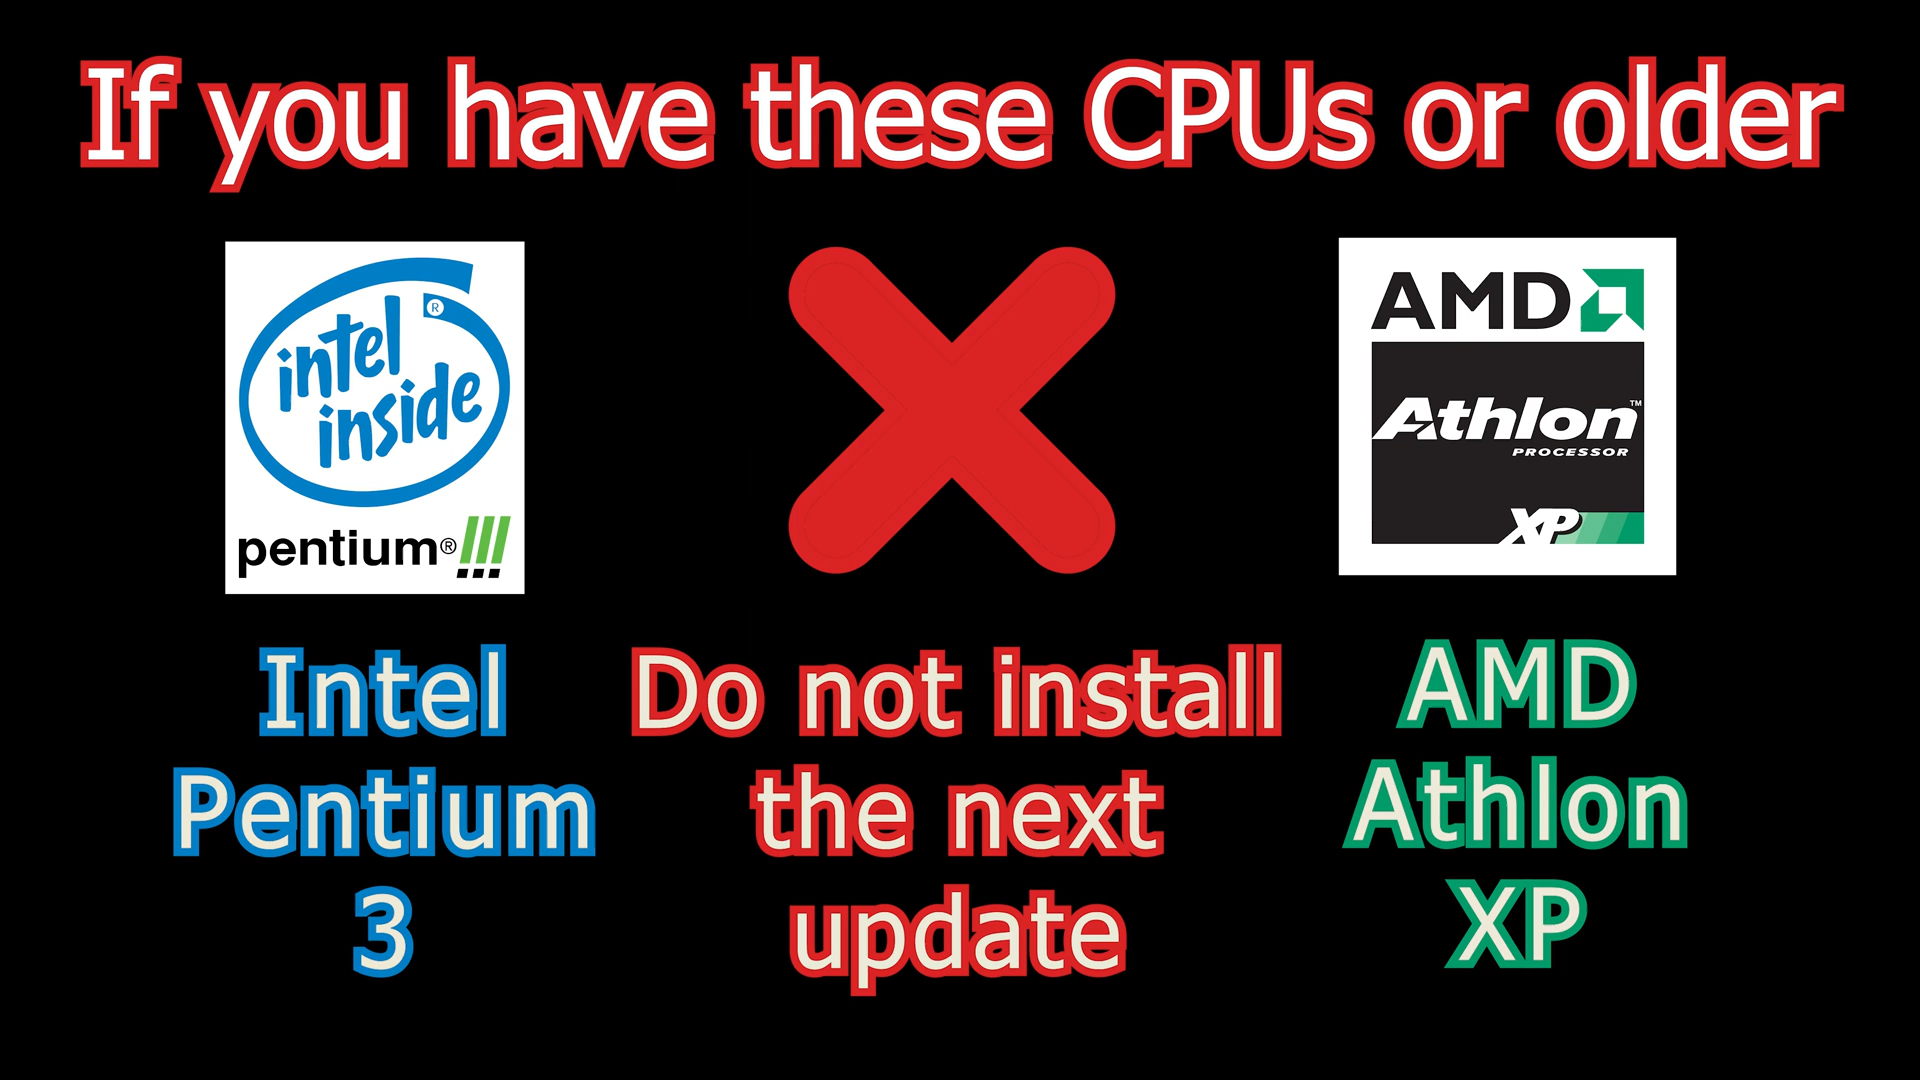 If you have these CPUs or older
intel®
inside
pentium®!!!
AMD
Athlon™
PROCESSOR
XP
Intel
Pentium
3
Do not install
the next
update
AMD
Athlon
XP